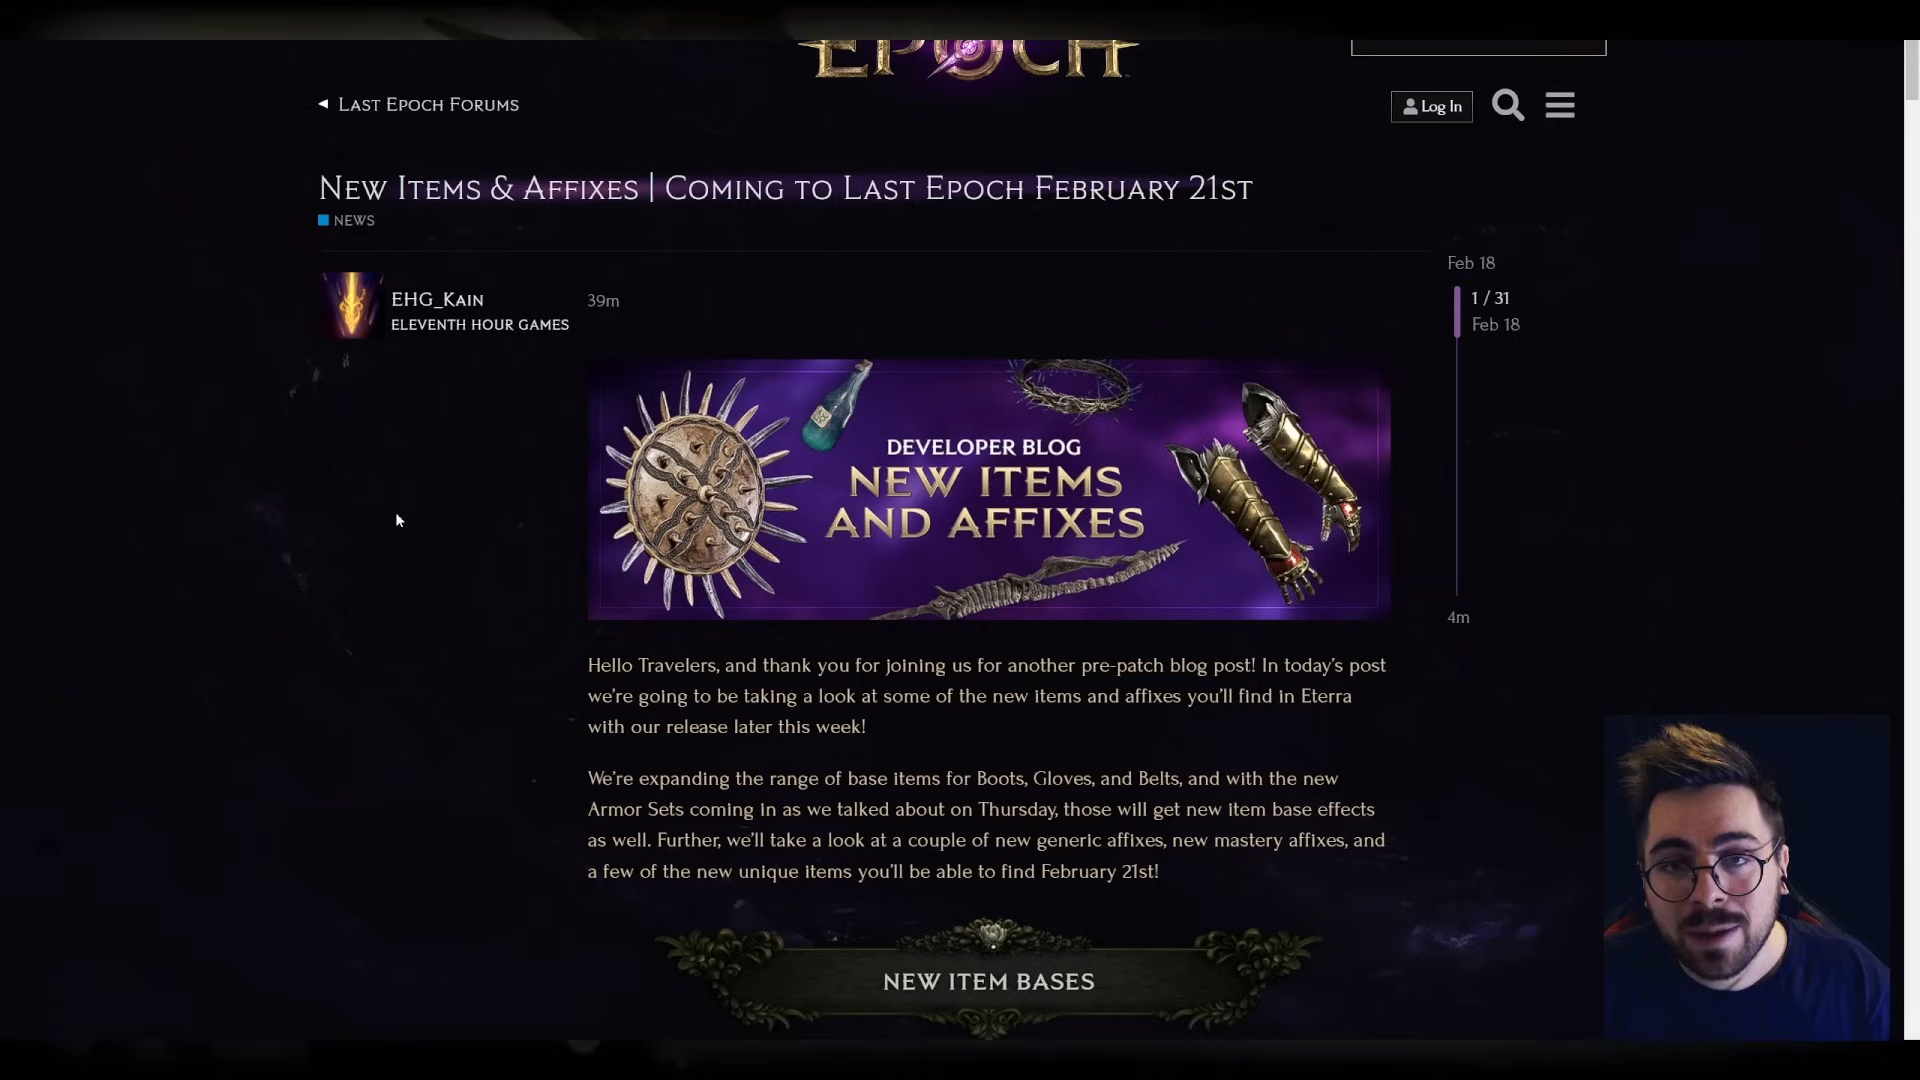 EPOCH
Last Epoch Forums
Log In
New Items & Affixes | Coming to Last Epoch February 21st
NEWS
Feb 18
EHG_Kain
39m
1 / 31
ELEVENTH HOUR GAMES
Feb 18
DEVELOPER BLOG
NEW ITEMS
AND AFFIXES
4m
Hello Travelers, and thank you for joining us for another pre-patch blog post! In today's post
we're going to be taking a look at some of the new items and affixes you'll find in Eterra
with our release later this week!
We're expanding the range of base items for Boots, Gloves, and Belts, and with the new
Armor Sets coming in as we talked about on Thursday, those will get new item base effects
as well. Further, we'll take a look at a couple of new generic affixes, new mastery affixes, and
a few of the new unique items you'll be able to find February 21st!
NEW ITEM BASES